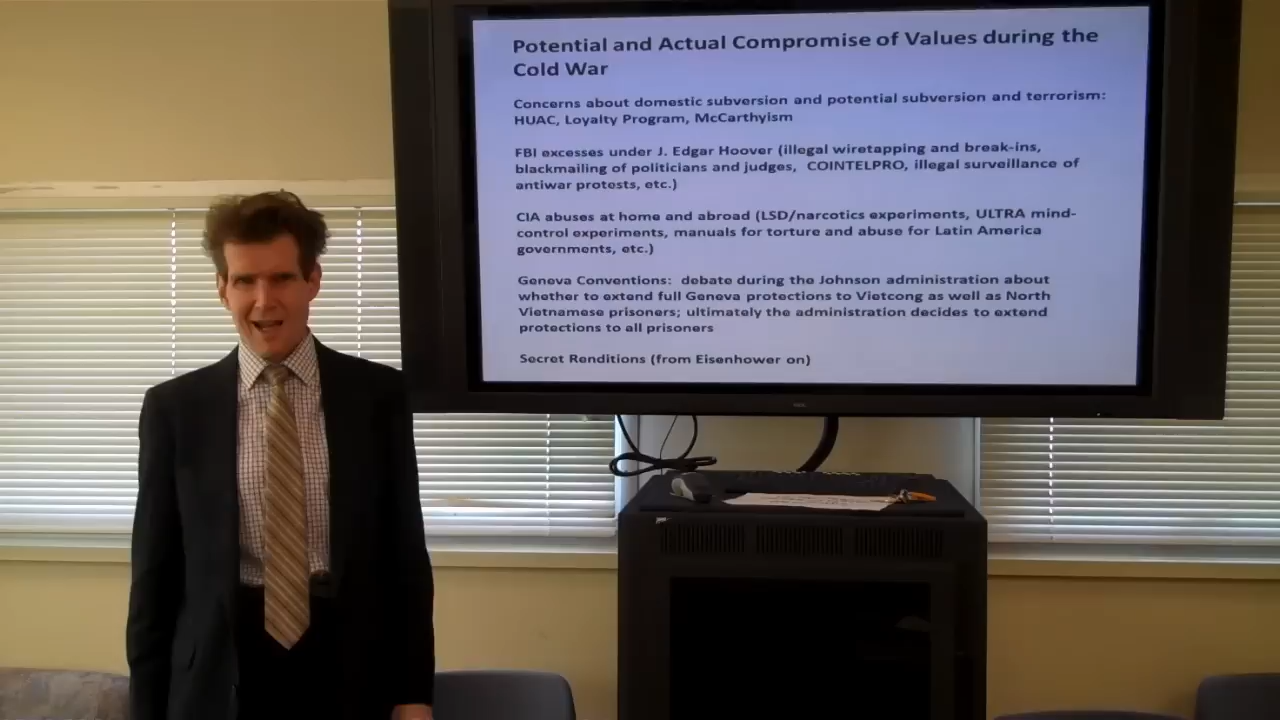 Potential and Actual Compromise of Values during the
Cold War
Concerns about domestic subversion and potential subversion and terrorism:
HUAC, Loyalty Program, McCarthyism
FBI excesses under J. Edgar Hoover (illegal wiretapping and break-ins,
blackmailing of politicians and judges, COINTELPRO, illegal surveillance of
antiwar protests, etc.)
CIA abuses at home and abroad (LSD/narcotics experiments, ULTRA mind-
control experiments, manuals for torture and abuse for Latin America
governments, etc.)
Geneva Conventions: debate during the Johnson administration about
whether to extend full Geneva protections to Vietcong as well as North
Vietnamese prisoners; ultimately the administration decides to extend
protections to all prisoners
Secret Renditions (from Eisenhower on)